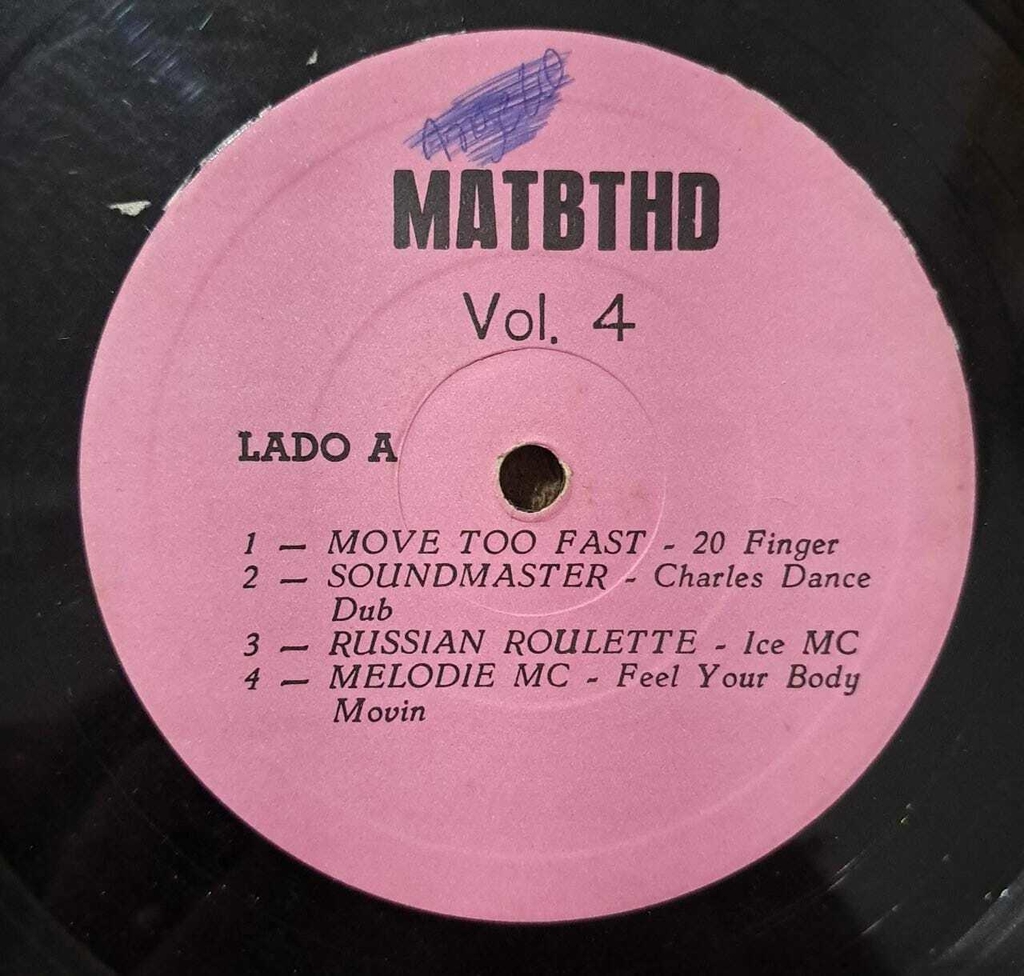 MATBTHD
Vol. 4
LADO A
1 — MOVE TOO FAST - 20 Finger
2 — SOUNDMASTER - Charles Dance
Dub
3 — RUSSIAN ROULETTE - Ice MC
4 — MELODIE MC - Feel Your Body
Movin